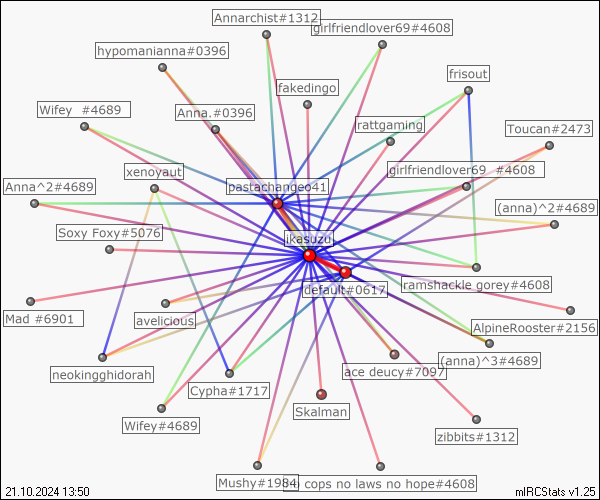 Annarchist#1312
girlfriendlover69#4608
hypomanianna#0396
frisout
fakedingo
Wifey #4689
Anna.#0396
rattgaming
Toucan#2473
xenoyaut
girlfriendlover69_#4608
Anna^2#4689
pastachangeo41
(anna)^2#4689
Soxy Foxy#5076
ikasuzu
default#0617
ramshackle gorey#4608
Mad #6901
avelicious
AlpineRooster#2156
(anna)^3#4689
neokingghidorah
ace deucy#7097
Cypha#1717
Skalman
Wifey#4689
zibbits#1312
Mushy#1984
cops no laws no hope#4608
21.10.2024 13:50
mIRCStats v1.25